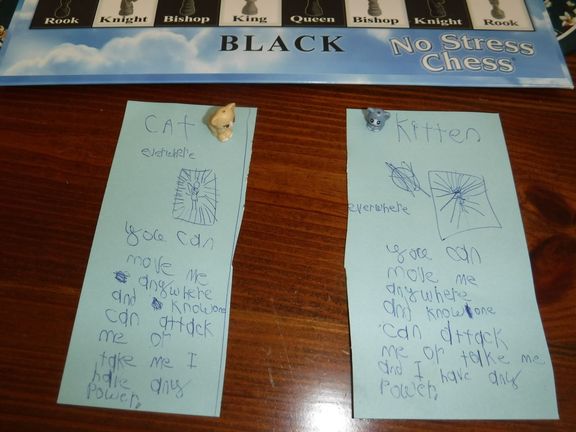 Rook Knight Bishop King Queen Bishop Knight Rook
BLACK
No Stress
Chess
CAt
everwhere
you can
move me
anywhere
and knowone
can attack
me or
take me I
have any
Power.
Kitten
everwhere
you can
move me
anywhere
and knowone
can attack
me or take me
and I have any
Power.